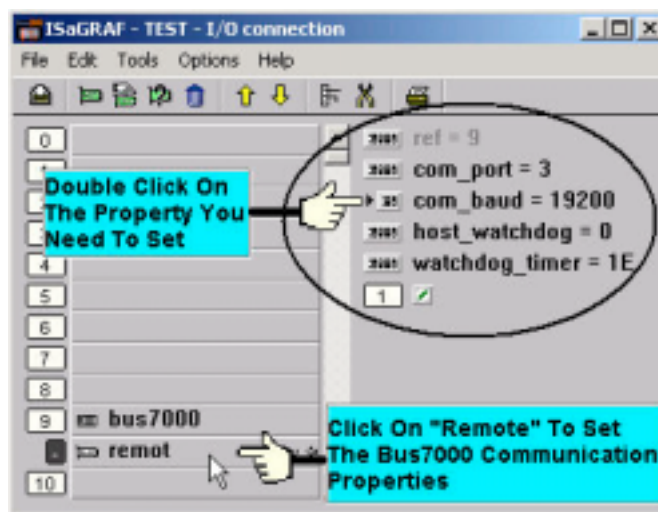 ISaGRAF - TEST - I/O connection
File Edit Tools Options Help
0
ref = 9
com_port = 3
Double Click On
The Property You
Need To Set
com_baud = 19200
host_watchdog = 0
watchdog_timer = 1E
4
1
5
6
7
8
9 bus7000
remot
10
Click On "Remote" To Set
The Bus7000 Communication
Properties